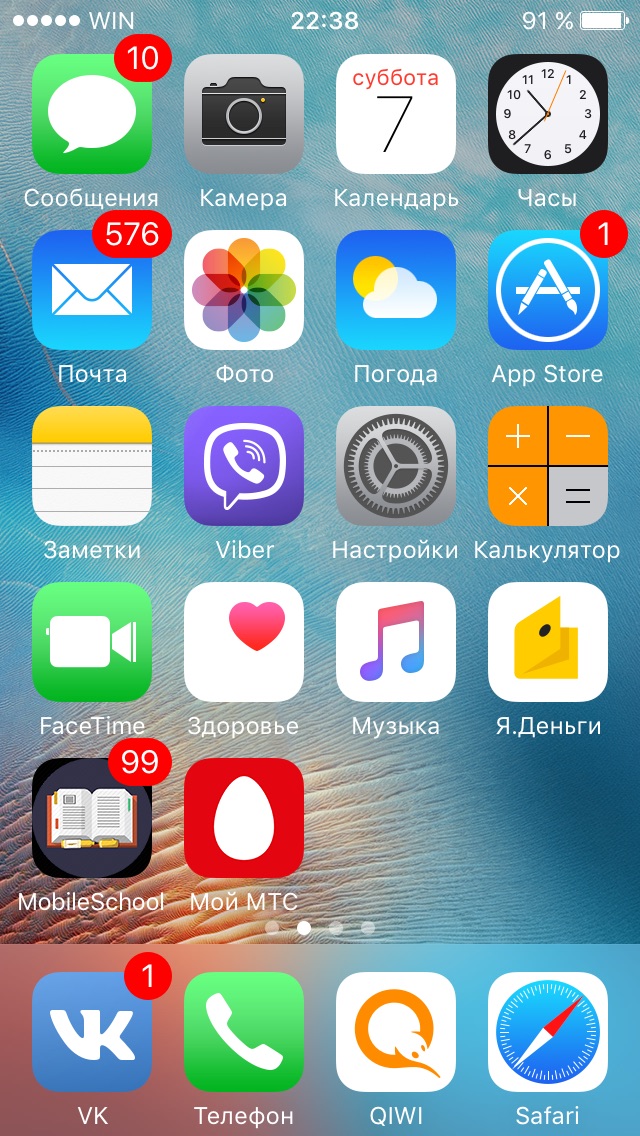 WIN 22:38 91 %
10
суббота
7
12
1
2
3
4
5
6
7
8
9
10
11
Сообщения Камера Календарь Часы
576 1
Почта Фото Погода App Store
Заметки Viber Настройки Калькулятор
FaceTime Здоровье Музыка Я.Деньги
99
MobileSchool Мой МТС
1
VK Телефон QIWI Safari